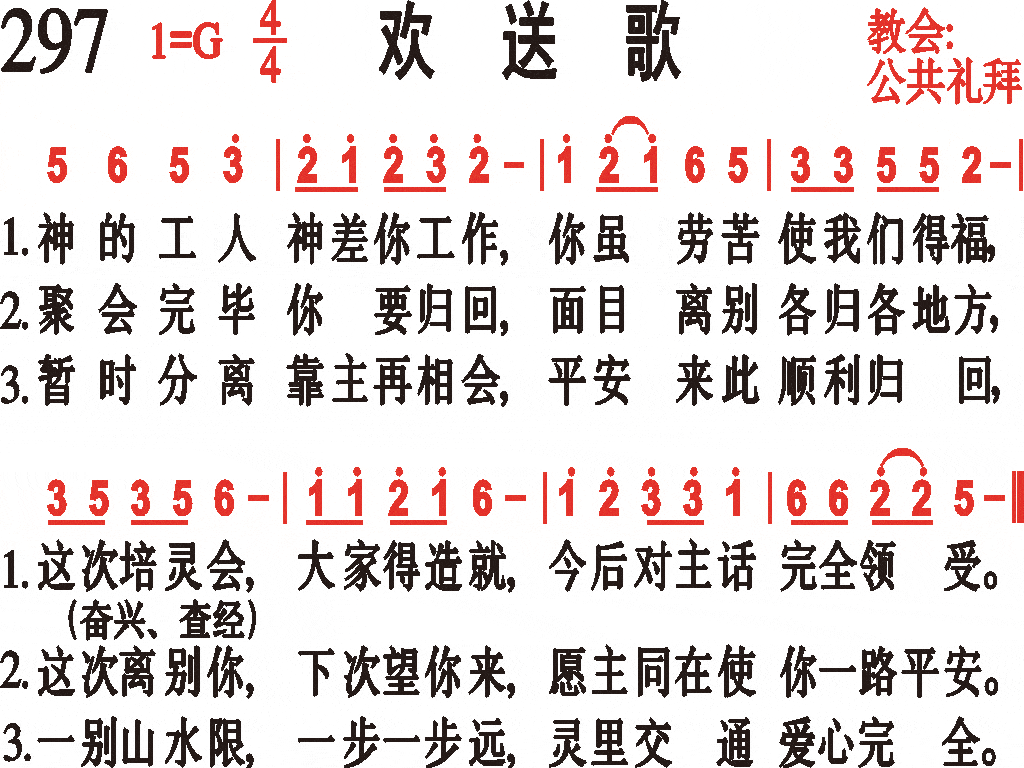 297 1=G 4/4 欢 送 歌 教会:
公共礼拜
5 6 5 3̇ | 2̇ 1̇ 2̇ 3̇ 2̇ – | 1̇ 2̇ 1̇ 6 5 | 3 3 5 5 2 – |
1. 神 的 工 人 神差你工作, 你虽 劳苦 使我们得福,
2. 聚 会 完 毕 你 要归回, 面目 离别 各归各地方,
3. 暂 时 分 离 靠主再相会, 平安 来此 顺利归 回,
3 5 3 5 6 – | 1̇ 1̇ 2̇ 1̇ 6 – | 1̇ 2̇ 3̇ 3̇ 1̇ | 6 6 2̇ 2̇ 5 – ‖
1. 这次培灵会, 大家得造就, 今后对主话 完全领 受。
(奋兴、查经)
2. 这次离别你, 下次望你来, 愿主同在使 你一路平安。
3. 一别山水限, 一步一步远, 灵里交 通 爱心完 全。